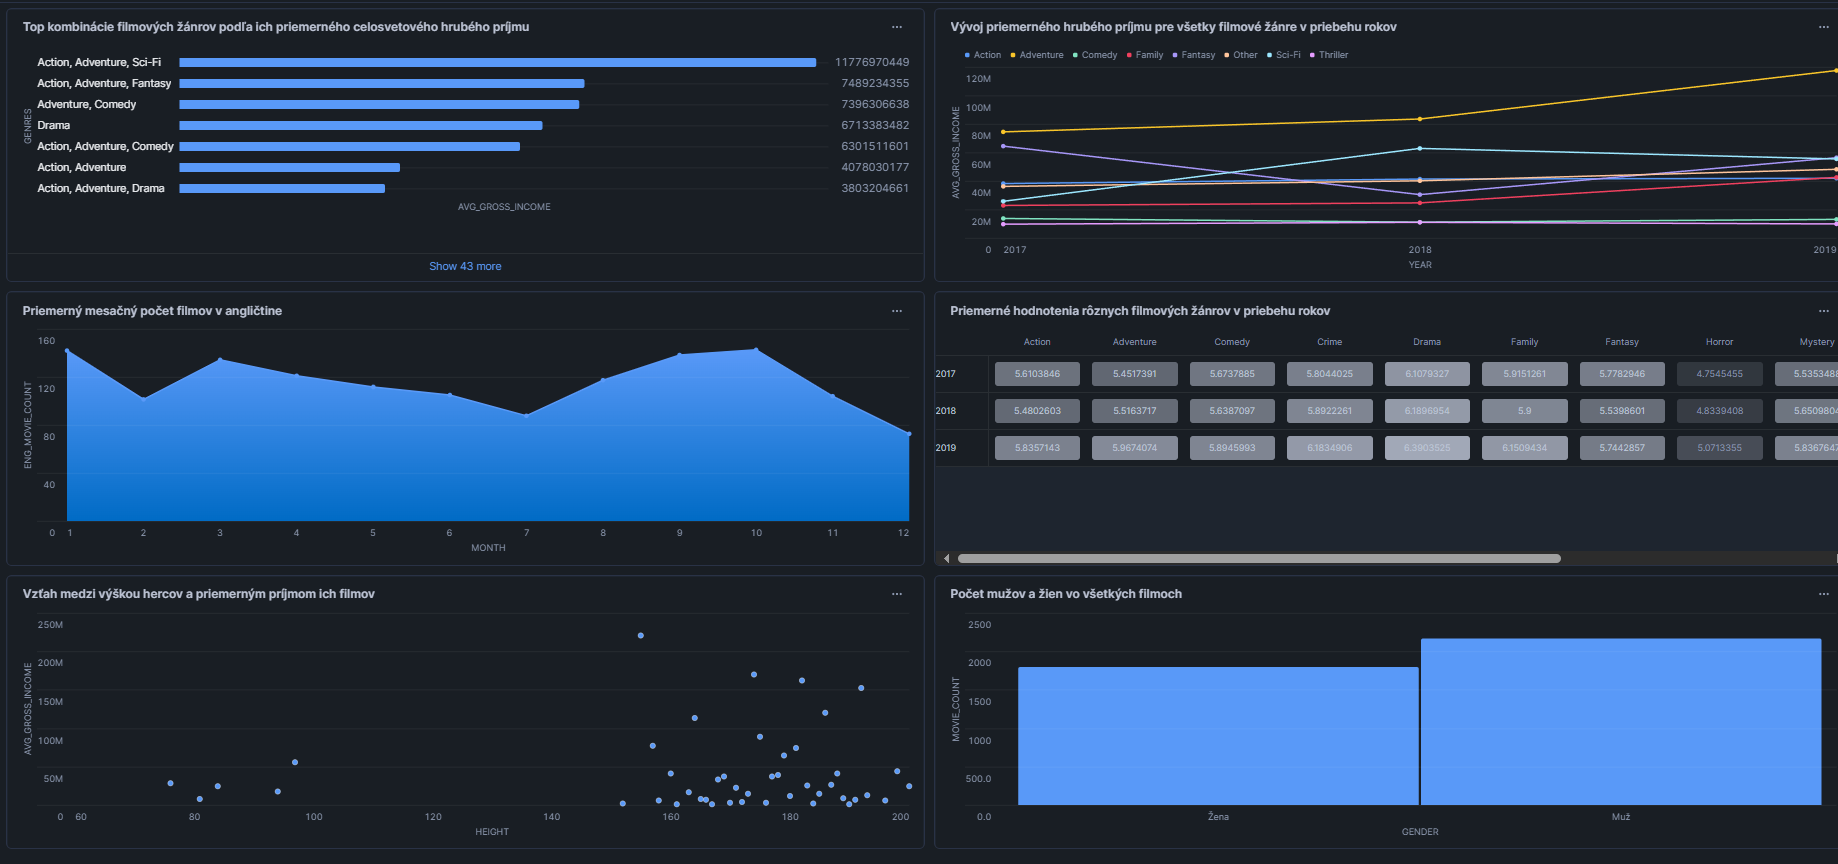 Top kombinácie filmových žánrov podľa ich priemerného celosvetového hrubého príjmu
...
GENRES
Action, Adventure, Sci-Fi 11776970449
Action, Adventure, Fantasy 7489234355
Adventure, Comedy 7396306638
Drama 6713383482
Action, Adventure, Comedy 6301511601
Action, Adventure 4078030177
Action, Adventure, Drama 3803204661
AVG_GROSS_INCOME
Show 43 more
Vývoj priemerného hrubého príjmu pre všetky filmové žánre v priebehu rokov
...
Action Adventure Comedy Family Fantasy Other Sci-Fi Thriller
AVG_GROSS_INCOME
120M
100M
80M
60M
40M
20M
0 2017 2018 2019
YEAR
Priemerný mesačný počet filmov v angličtine
...
ENG_MOVIE_COUNT
160
120
80
40
0 1 2 3 4 5 6 7 8 9 10 11 12
MONTH
Priemerné hodnotenia rôznych filmových žánrov v priebehu rokov
...
Action Adventure Comedy Crime Drama Family Fantasy Horror Mystery
2017 5.6103846 5.4517391 5.6737885 5.8044025 6.1079327 5.9151261 5.7782946 4.7545455 5.5353488
2018 5.4802603 5.5163717 5.6387097 5.8922261 6.1896954 5.9 5.5398601 4.8339408 5.6509804
2019 5.8357143 5.9674074 5.8945993 6.1834906 6.3903525 6.1509434 5.7442857 5.0713355 5.8367647
Vzťah medzi výškou hercov a priemerným príjmom ich filmov
...
AVG_GROSS_INCOME
250M
200M
150M
100M
50M
0 60 80 100 120 140 160 180 200
HEIGHT
Počet mužov a žien vo všetkých filmoch
...
MOVIE_COUNT
2500
2000
1500
1000
500.0
0.0 Žena Muž
GENDER